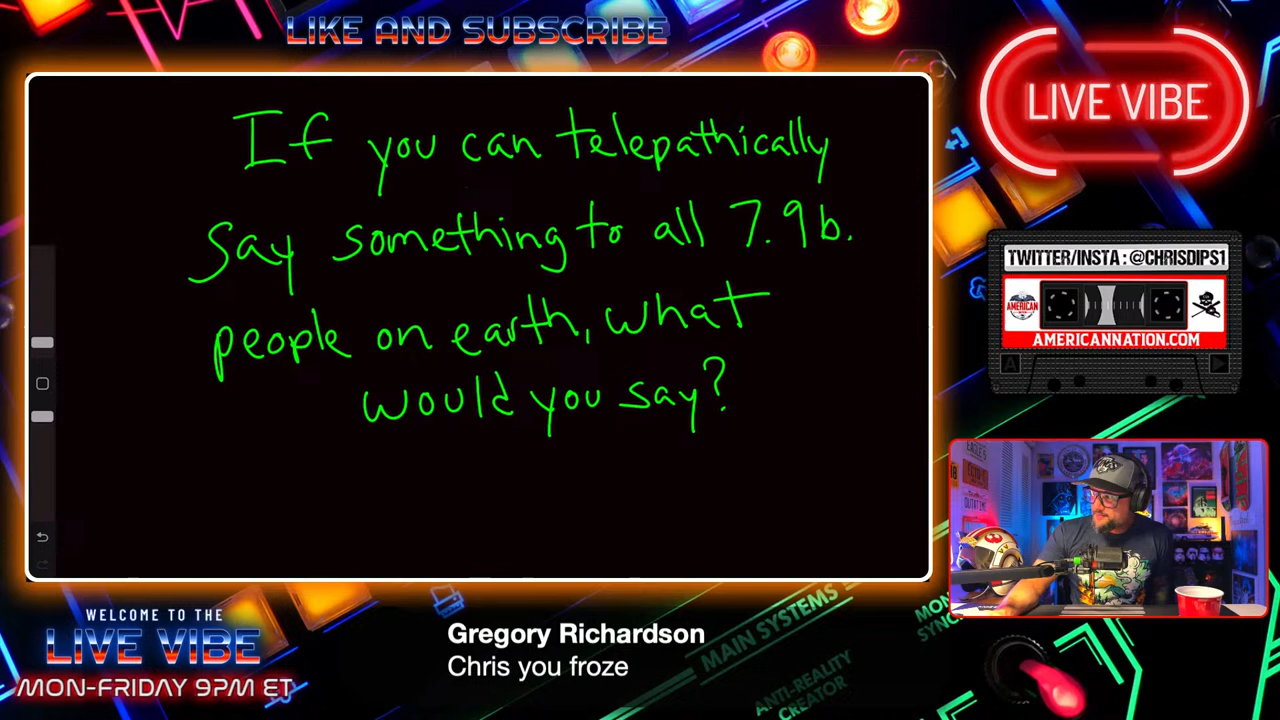 LIKE AND SUBSCRIBE
If you can telepathically
say something to all 7.9b.
people on earth, what
would you say?
LIVE VIBE
TWITTER/INSTA : @CHRISDIPS1
AMERICAN
AMERICANNATION.COM
A
WELCOME TO THE
LIVE VIBE
MON-FRIDAY 9PM ET
Gregory Richardson
Chris you froze
MAIN SYSTEMS
ANTI-REALITY
CREATOR